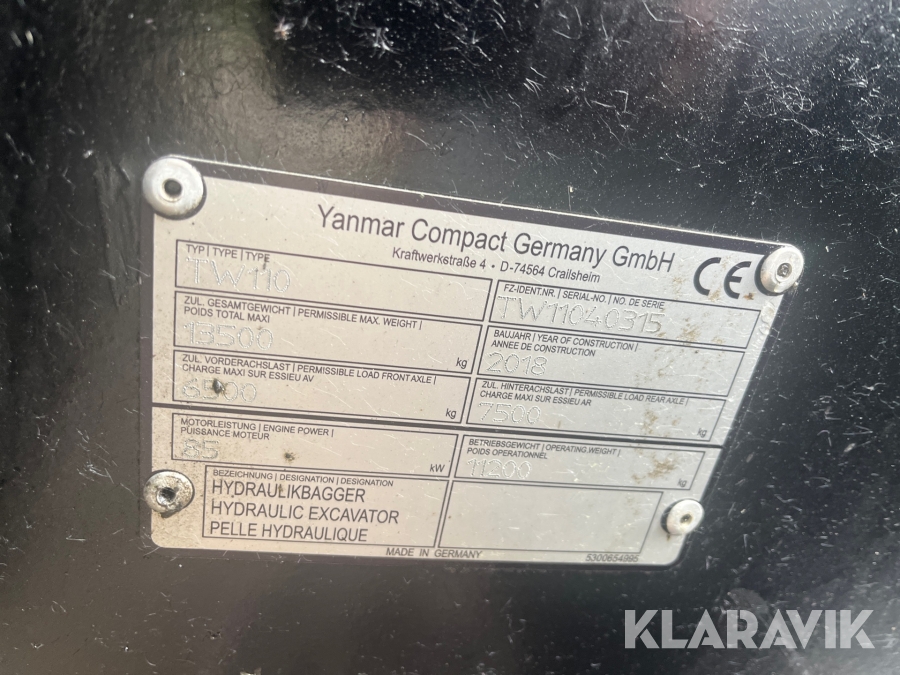 Yanmar Compact Germany GmbH
Kraftwerkstraße 4 • D-74564 Crailsheim
CE
TYP | TYPE | TYPE
TW110
FZ-IDENT.NR. | SERIAL-NO. | NO. DE SERIE
TW11040315
ZUL. GESAMTGEWICHT | PERMISSIBLE MAX. WEIGHT |
POIDS TOTAL MAXI
13500
kg
BAUJAHR | YEAR OF CONSTRUCTION |
ANNEE DE CONSTRUCTION
2018
ZUL. VORDERACHSLAST | PERMISSIBLE LOAD FRONT AXLE |
CHARGE MAXI SUR ESSIEU AV
6500
kg
ZUL. HINTERACHSLAST | PERMISSIBLE LOAD REAR AXLE |
CHARGE MAXI SUR ESSIEU AR
7500
kg
MOTORLEISTUNG | ENGINE POWER |
PUISSANCE MOTEUR
85
kW
BETRIEBSGEWICHT | OPERATING.WEIGHT |
POIDS OPERATIONNEL
11200
kg
BEZEICHNUNG | DESIGNATION | DESIGNATION
HYDRAULIKBAGGER
HYDRAULIC EXCAVATOR
PELLE HYDRAULIQUE
MADE IN GERMANY
5300654995
KLARAVIK